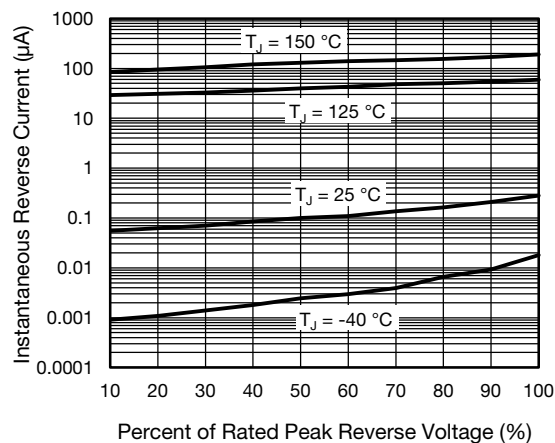 Instantaneous Reverse Current (μA)
1000
100
10
1
0.1
0.01
0.001
0.0001
T_J = 150 °C
T_J = 125 °C
T_J = 25 °C
T_J = -40 °C
10 20 30 40 50 60 70 80 90 100
Percent of Rated Peak Reverse Voltage (%)